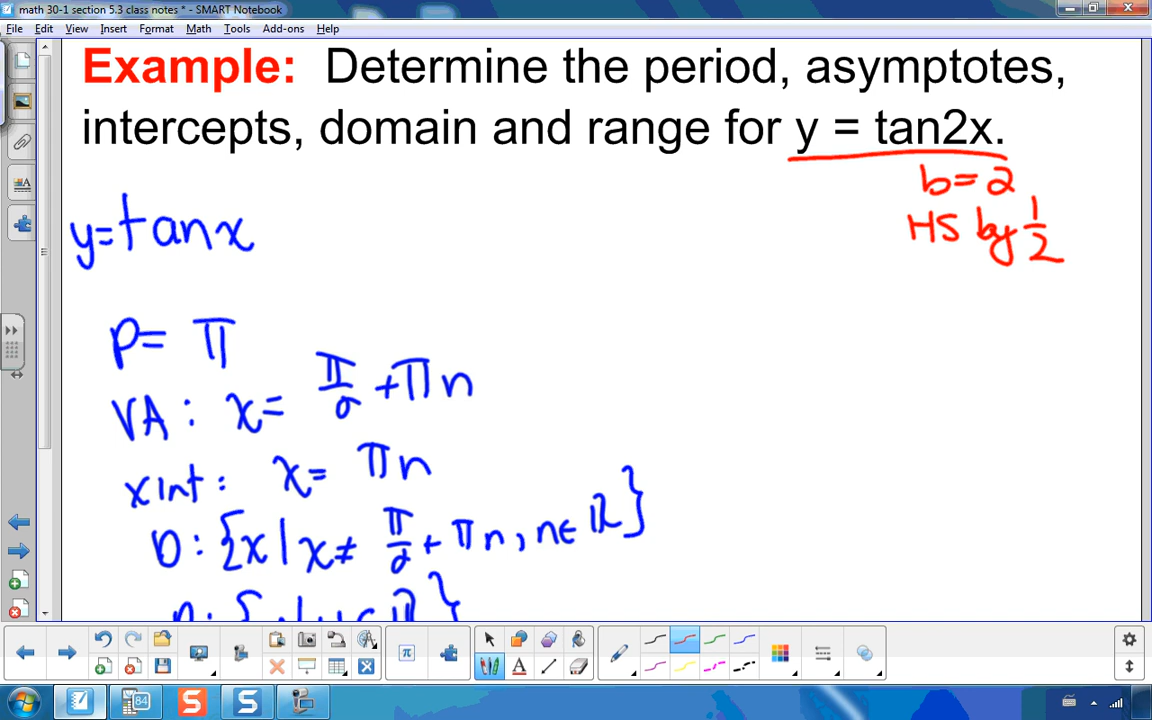 math 30-1 section 5.3 class notes * - SMART Notebook
File Edit View Insert Format Math Tools Add-ons Help
Example: Determine the period, asymptotes,
intercepts, domain and range for y = tan2x.
b=2
HS by 1/2
y=tanx
P= π
VA: x= π/2 +πn
x int: x= πn
D: {x | x≠ π/2 + πn, n∈ℝ}